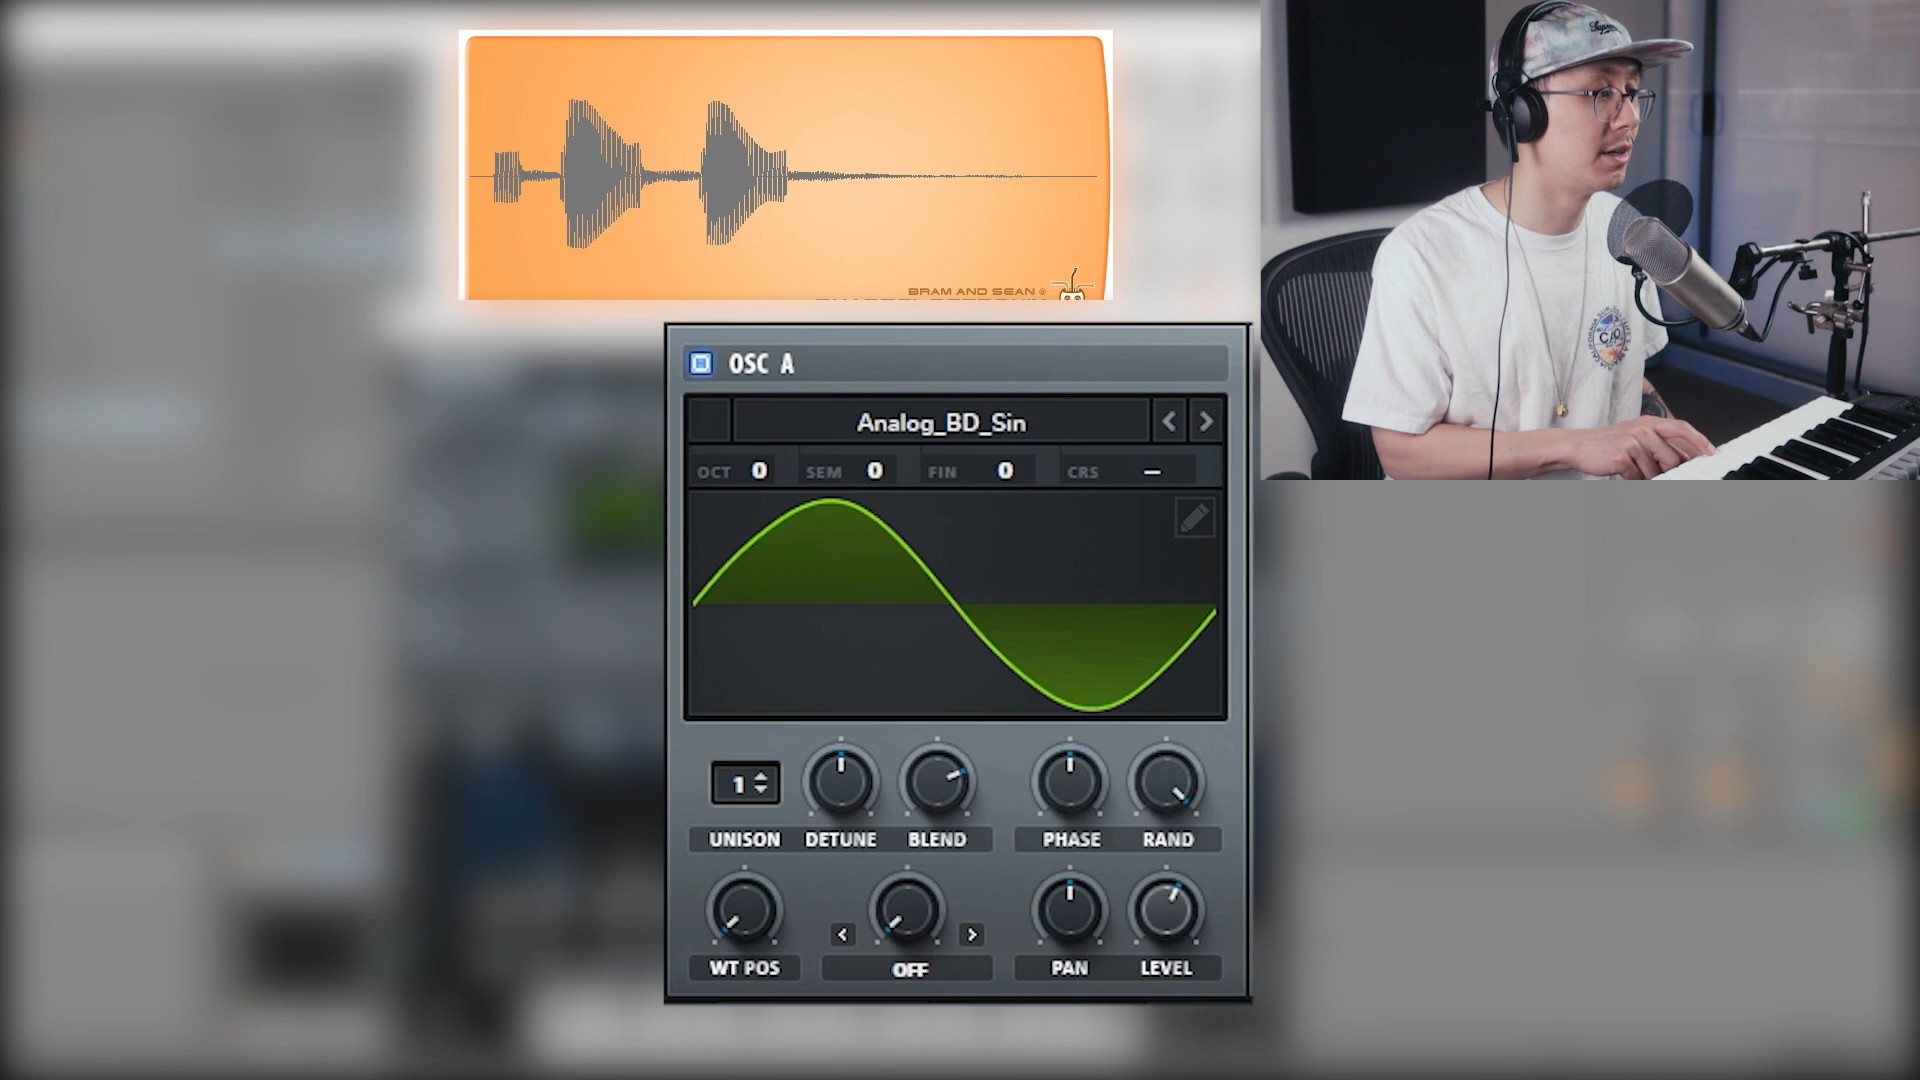 BRAM AND SEAN @
Supreme
C/O
OSC A
Analog_BD_Sin
OCT 0 SEM 0 FIN 0 CRS –
1
UNISON DETUNE BLEND PHASE RAND
WT POS OFF PAN LEVEL